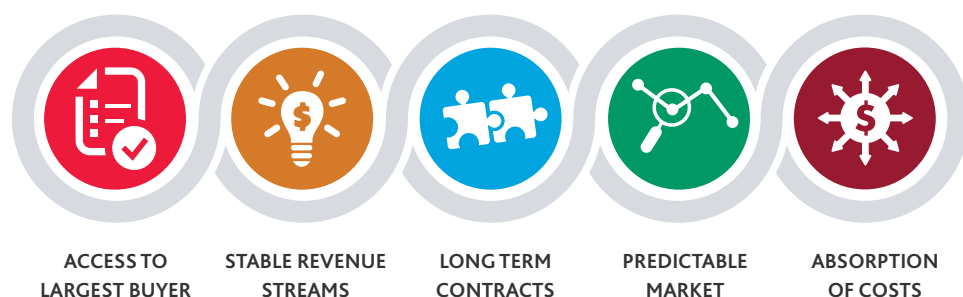 ACCESS TO
LARGEST BUYER
STABLE REVENUE
STREAMS
LONG TERM
CONTRACTS
PREDICTABLE
MARKET
ABSORPTION
OF COSTS
$
$